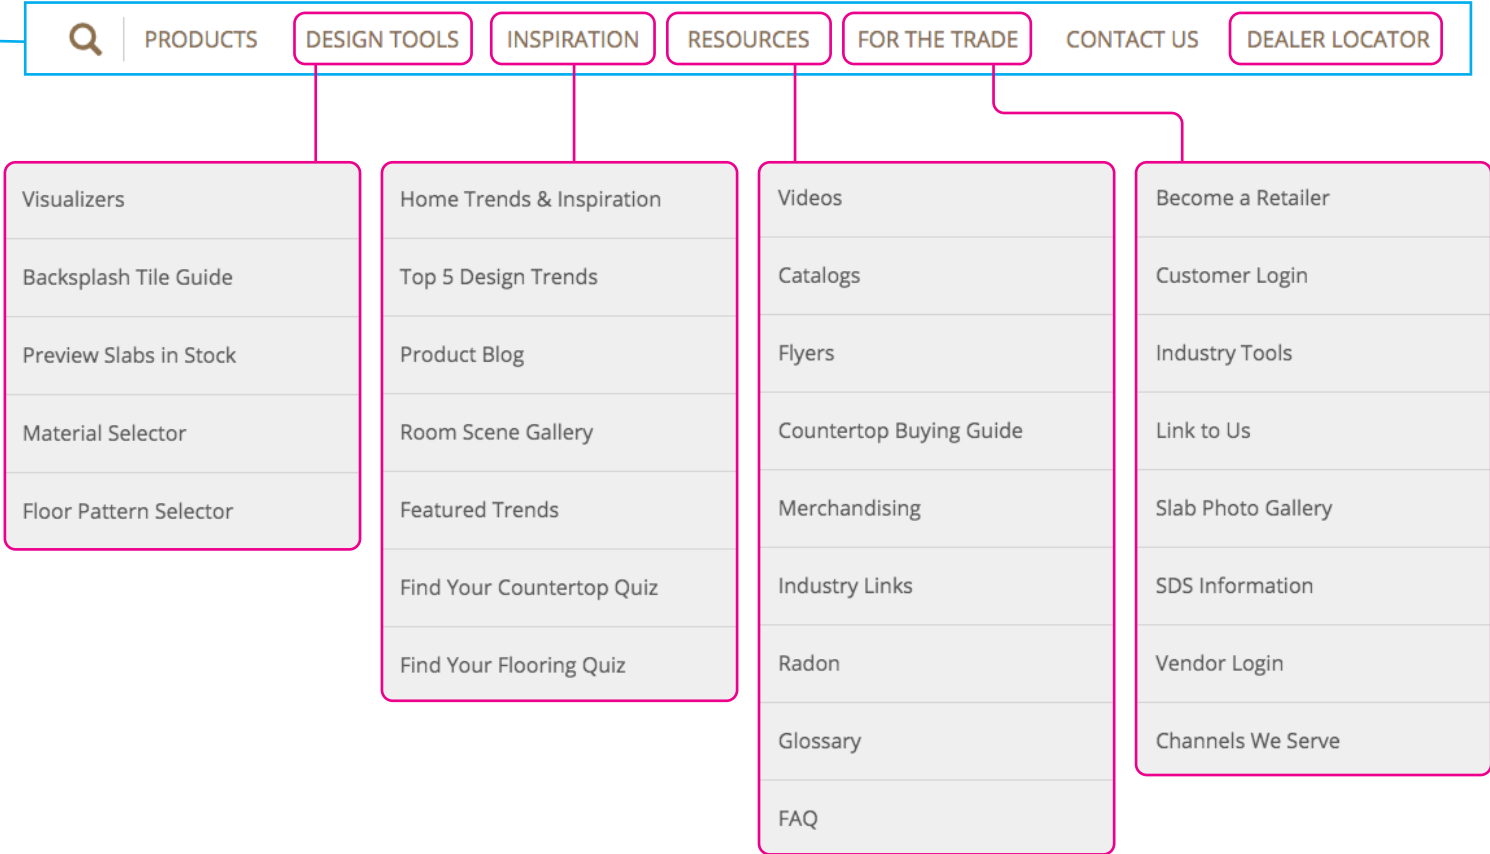 PRODUCTS DESIGN TOOLS INSPIRATION RESOURCES FOR THE TRADE CONTACT US DEALER LOCATOR
Visualizers
Backsplash Tile Guide
Preview Slabs in Stock
Material Selector
Floor Pattern Selector
Home Trends & Inspiration
Top 5 Design Trends
Product Blog
Room Scene Gallery
Featured Trends
Find Your Countertop Quiz
Find Your Flooring Quiz
Videos
Catalogs
Flyers
Countertop Buying Guide
Merchandising
Industry Links
Radon
Glossary
FAQ
Become a Retailer
Customer Login
Industry Tools
Link to Us
Slab Photo Gallery
SDS Information
Vendor Login
Channels We Serve